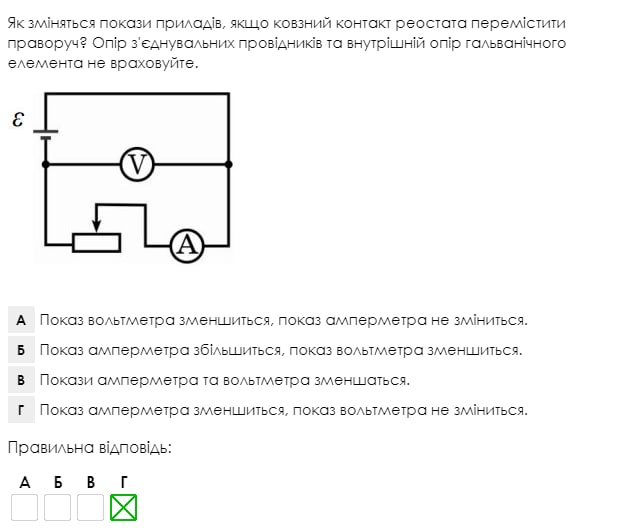 Як зміняться покази приладів, якщо ковзний контакт реостата перемістити
праворуч? Опір з'єднувальних провідників та внутрішній опір гальванічного
елемента не враховуйте.
ε
V
A
А Показ вольтметра зменшиться, показ амперметра не зміниться.
Б Показ амперметра збільшиться, показ вольтметра зменшиться.
В Покази амперметра та вольтметра зменшаться.
Г Показ амперметра зменшиться, показ вольтметра не зміниться.
Правильна відповідь:
А Б В Г